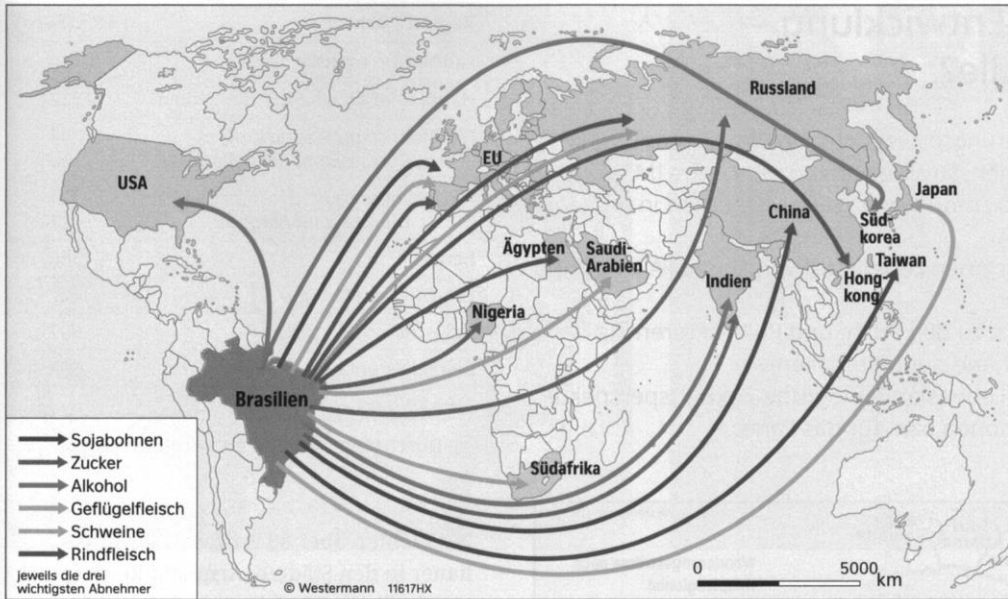 Entwicklung
Russland
EU
USA
Japan
China
Süd-
korea
Ägypten
Saudi-
Arabien
Taiwan
Indien
Hong-
kong
Nigeria
Brasilien
Südafrika
Sojabohnen
Zucker
Alkohol
Geflügelfleisch
Schweine
Rindfleisch
jeweils die drei
wichtigsten Abnehmer
© Westermann 11617HX
0 5000
km